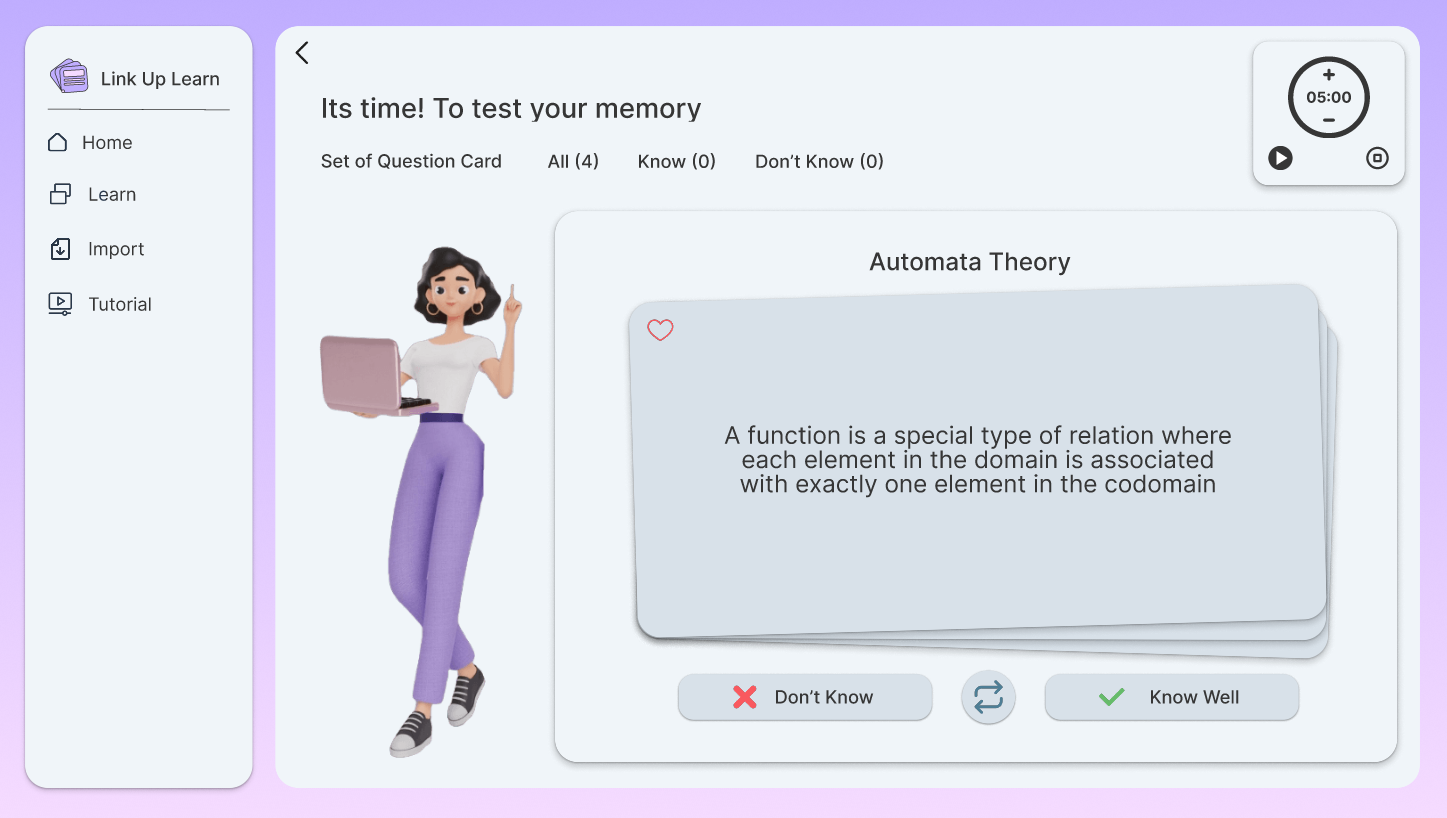 Link Up Learn
Home
Learn
Import
Tutorial
Its time! To test your memory
Set of Question Card All (4) Know (0) Don’t Know (0)
+
05:00
−
Automata Theory
A function is a special type of relation where
each element in the domain is associated
with exactly one element in the codomain
Don’t Know
Know Well